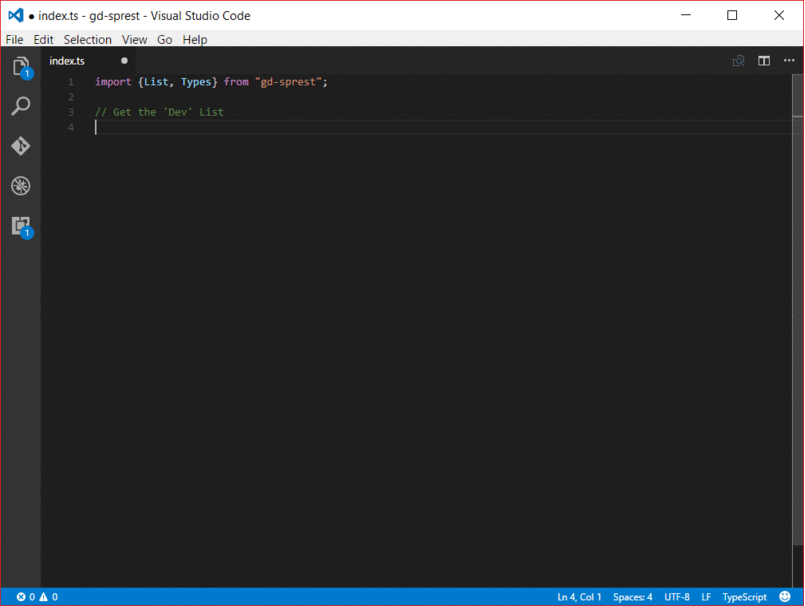 ● index.ts - gd-sprest - Visual Studio Code
File Edit Selection View Go Help
1 index.ts ●
1 import {List, Types} from "gd-sprest";
2
3 // Get the 'Dev' List
4
1
0 0 Ln 4, Col 1 Spaces: 4 UTF-8 LF TypeScript